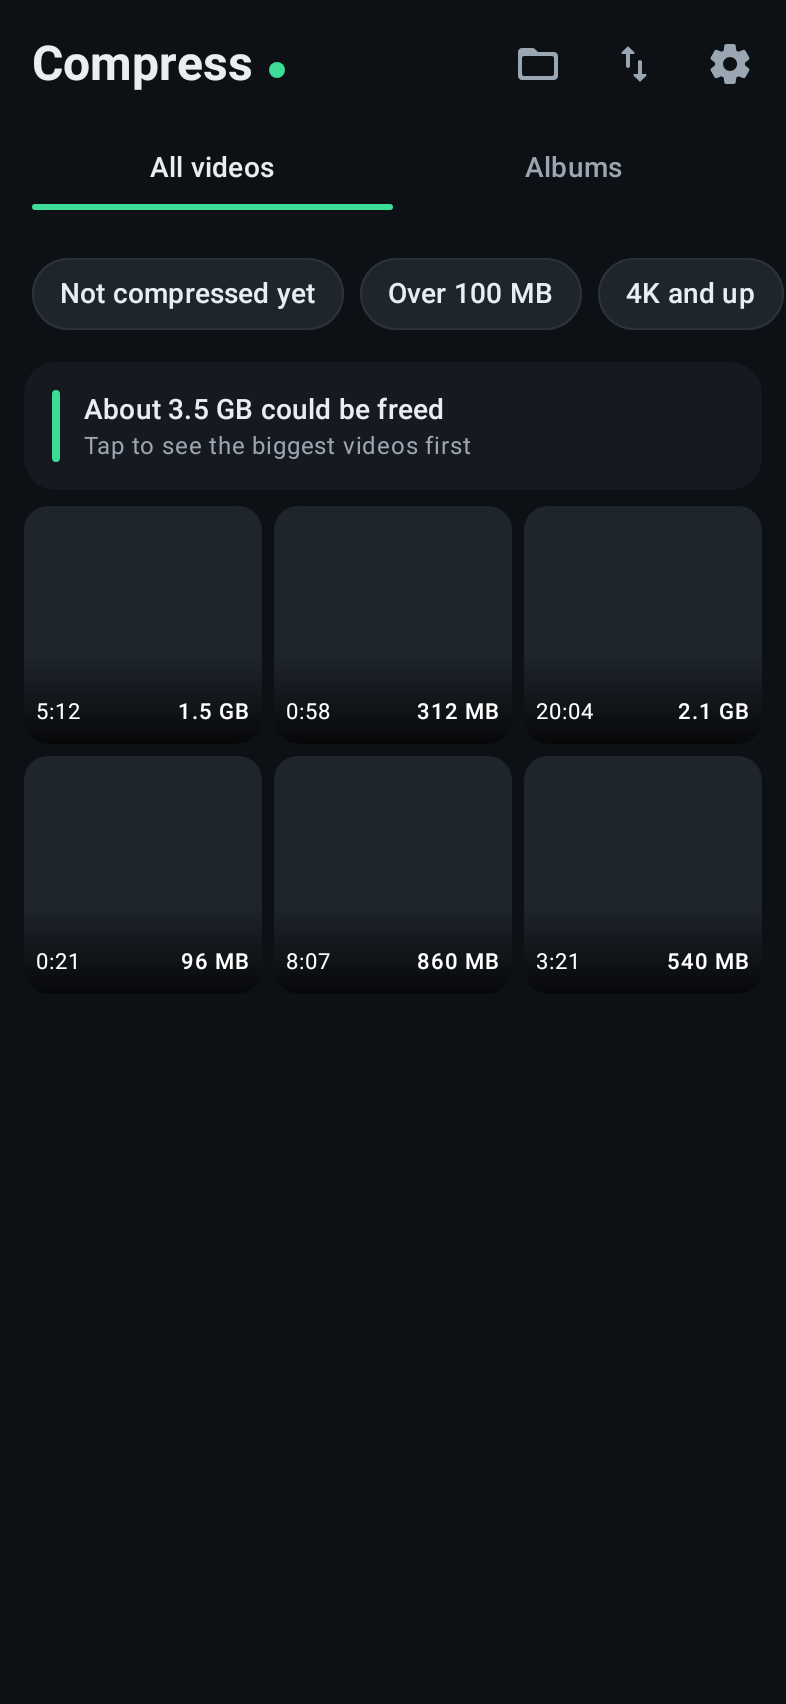 Compress
All videos
Albums
Not compressed yet
Over 100 MB
4K and up
About 3.5 GB could be freed
Tap to see the biggest videos first
5:12
1.5 GB
0:58
312 MB
20:04
2.1 GB
0:21
96 MB
8:07
860 MB
3:21
540 MB